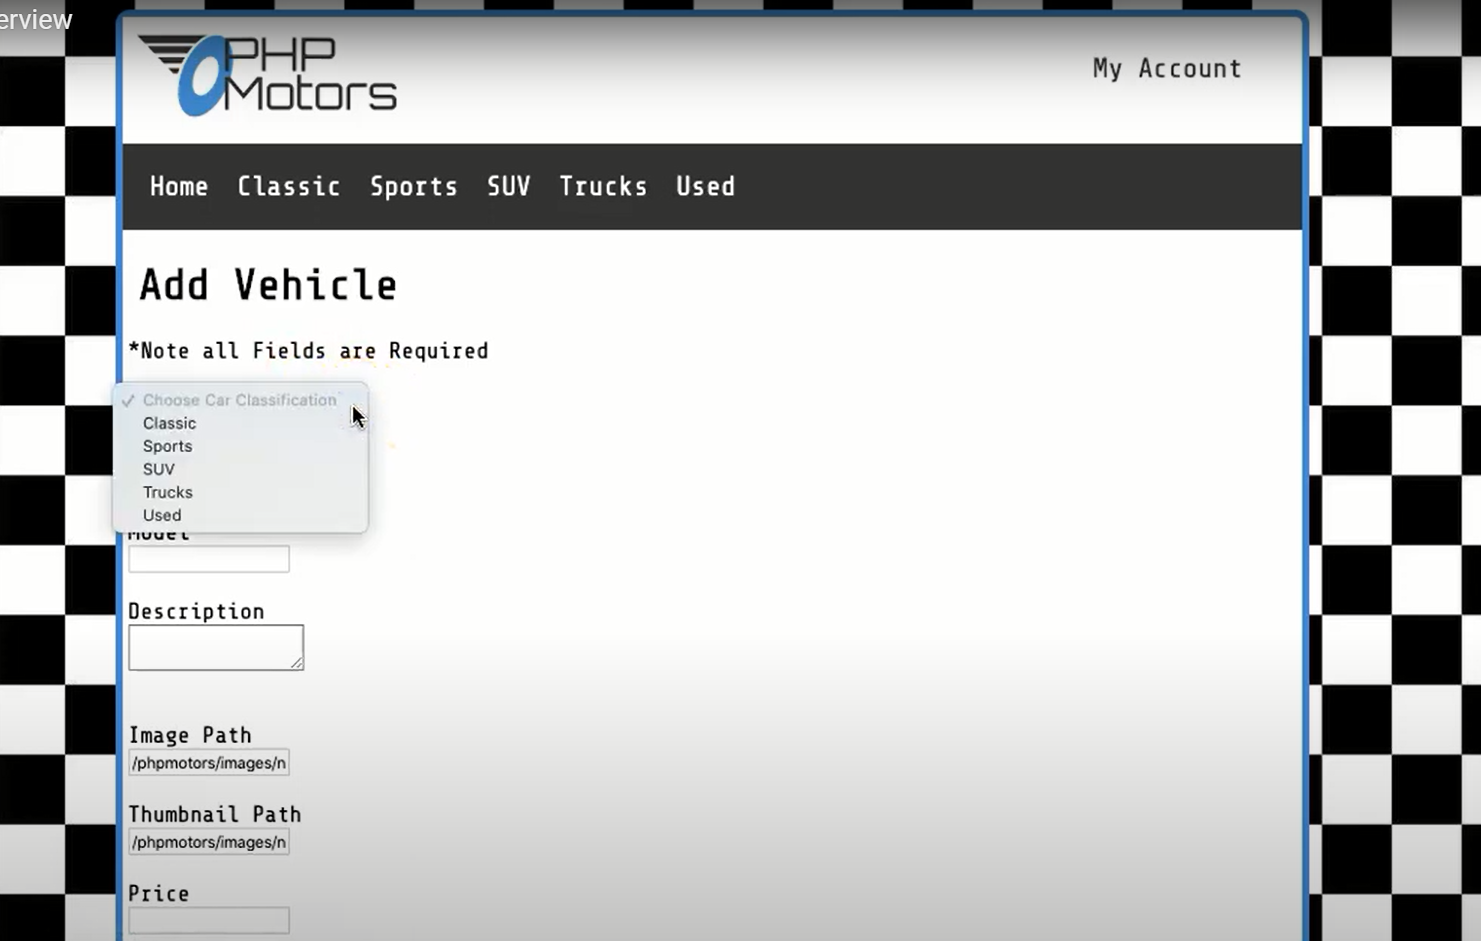 erview
PHP
Motors
My Account
Home Classic Sports SUV Trucks Used
Add Vehicle
*Note all Fields are Required
✓ Choose Car Classification
Classic
Sports
SUV
Trucks
Used
Model
Description
Image Path
/phpmotors/images/n
Thumbnail Path
/phpmotors/images/n
Price